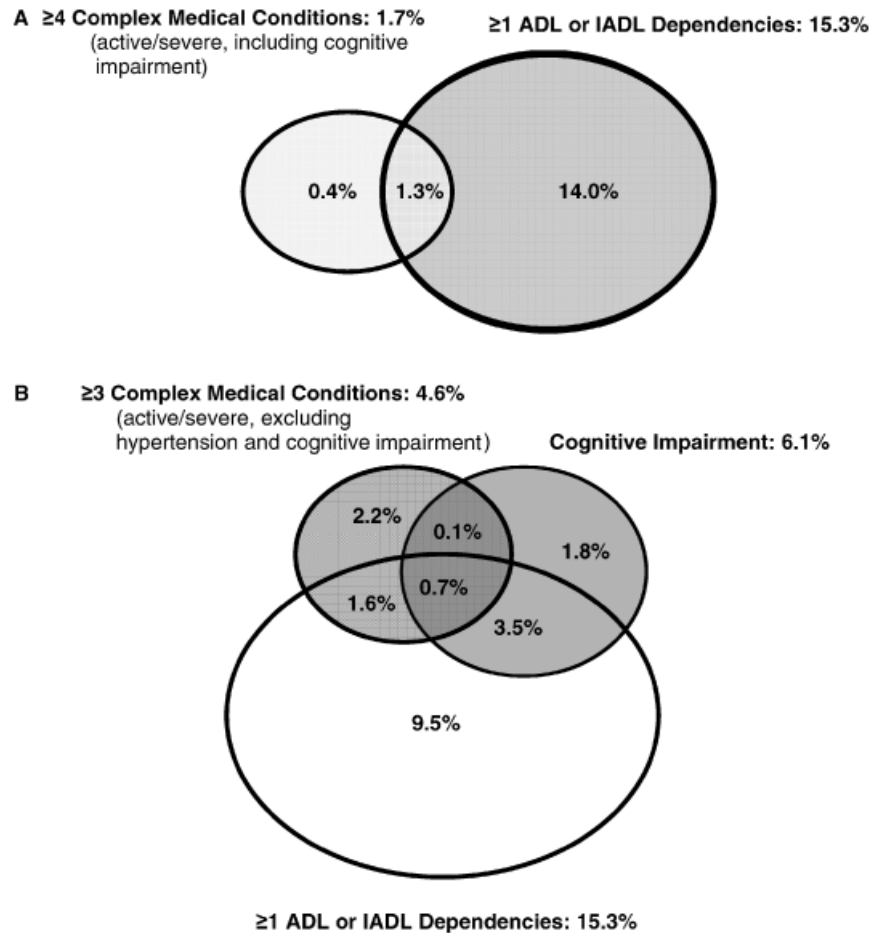 A ≥4 Complex Medical Conditions: 1.7%
(active/severe, including cognitive
impairment)
≥1 ADL or IADL Dependencies: 15.3%
0.4%
1.3%
14.0%
B ≥3 Complex Medical Conditions: 4.6%
(active/severe, excluding
hypertension and cognitive impairment)
Cognitive Impairment: 6.1%
2.2%
0.1%
1.8%
0.7%
1.6%
3.5%
9.5%
≥1 ADL or IADL Dependencies: 15.3%